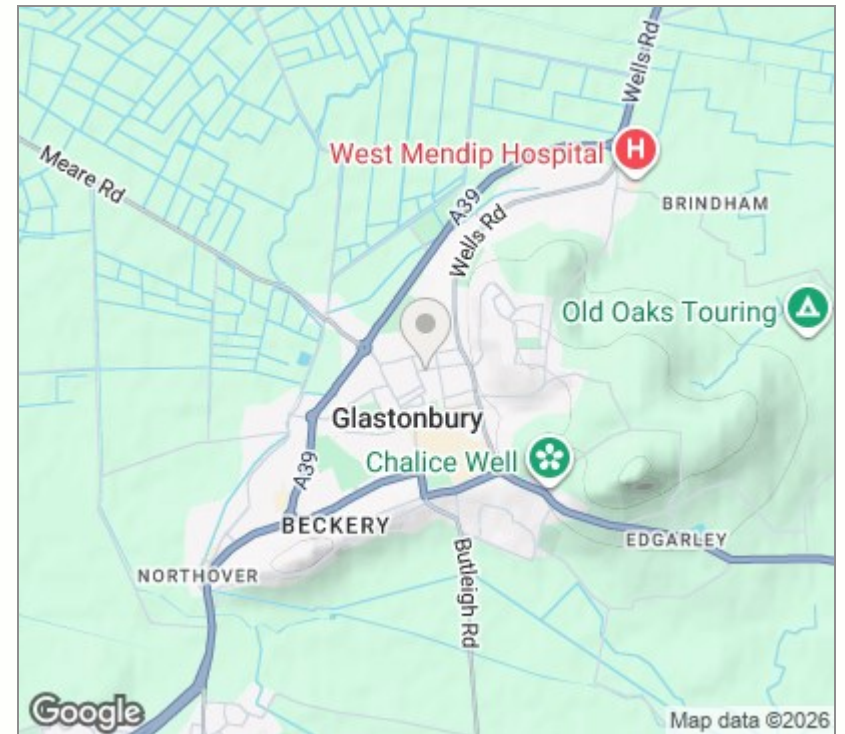 Wells Rd
West Mendip Hospital
H
Meare Rd
BRINDHAM
A39
Wells Rd
Old Oaks Touring
Glastonbury
Chalice Well
A39
BECKERY
EDGARLEY
NORTHOVER
Butleigh Rd
Google
Map data ©2026